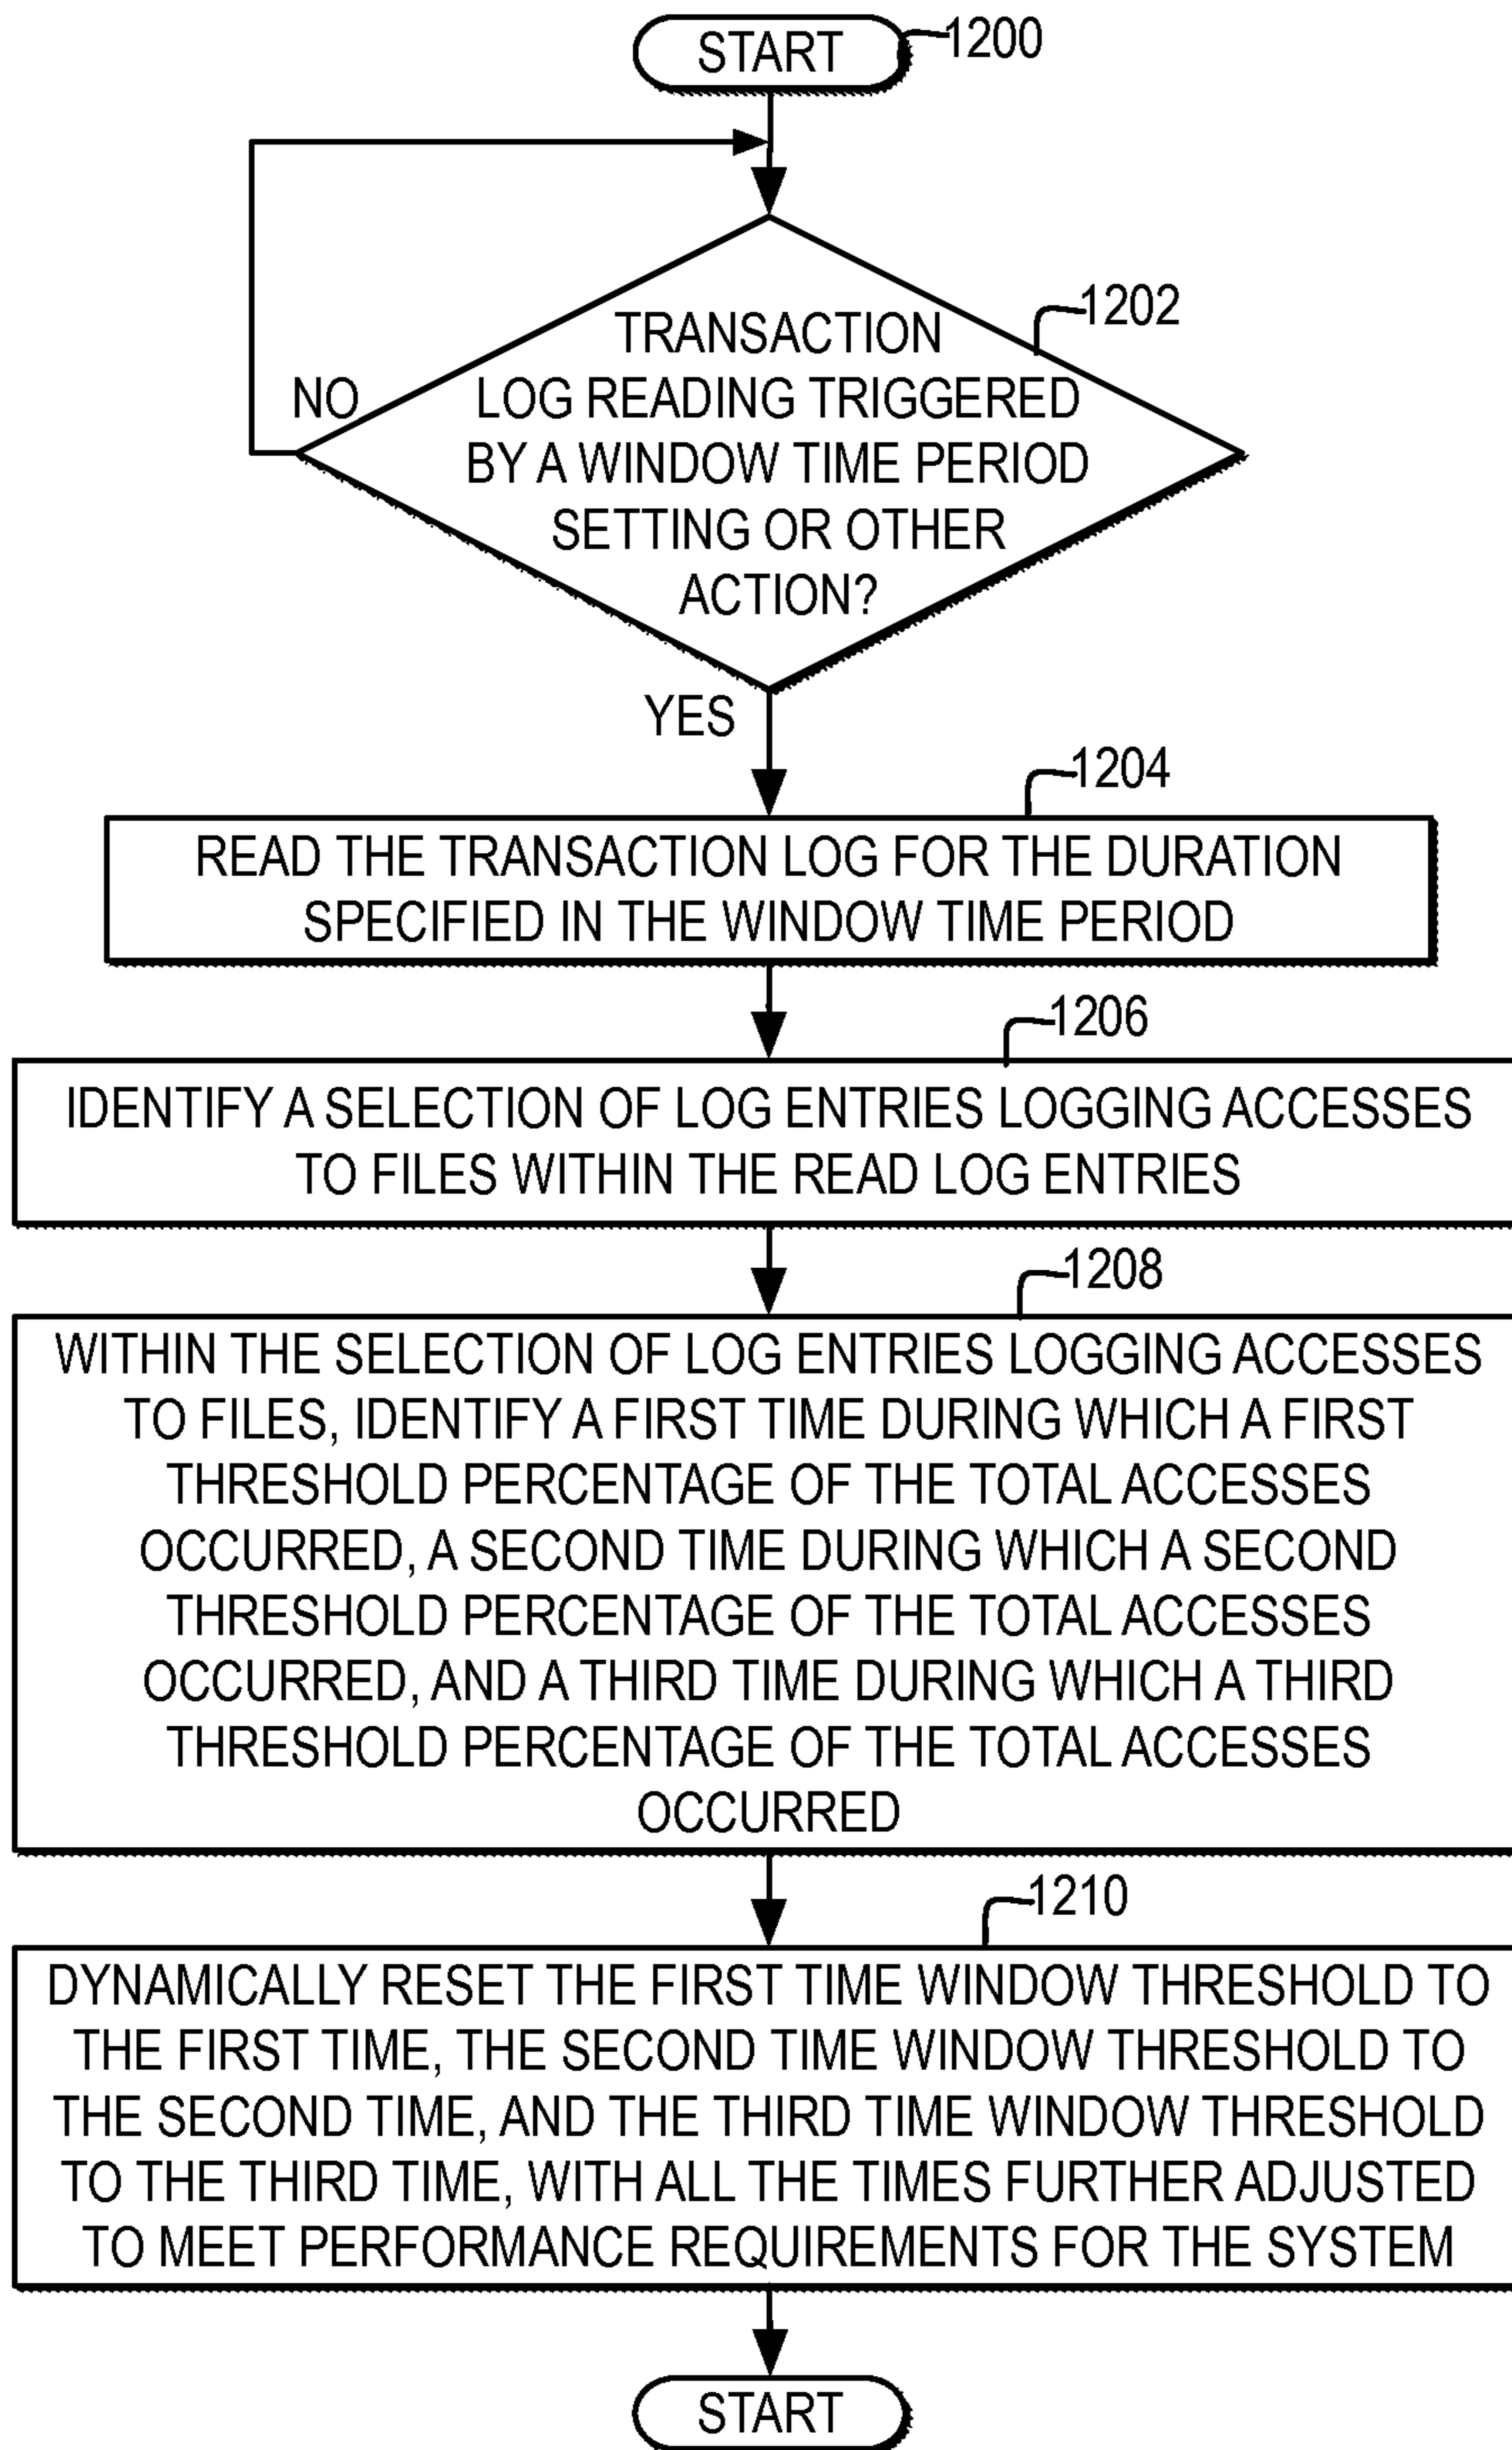 START
1200
1202
TRANSACTION
LOG READING TRIGGERED
BY A WINDOW TIME PERIOD
SETTING OR OTHER
ACTION?
NO
YES
1204
READ THE TRANSACTION LOG FOR THE DURATION
SPECIFIED IN THE WINDOW TIME PERIOD
1206
IDENTIFY A SELECTION OF LOG ENTRIES LOGGING ACCESSES
TO FILES WITHIN THE READ LOG ENTRIES
1208
WITHIN THE SELECTION OF LOG ENTRIES LOGGING ACCESSES
TO FILES, IDENTIFY A FIRST TIME DURING WHICH A FIRST
THRESHOLD PERCENTAGE OF THE TOTAL ACCESSES
OCCURRED, A SECOND TIME DURING WHICH A SECOND
THRESHOLD PERCENTAGE OF THE TOTAL ACCESSES
OCCURRED, AND A THIRD TIME DURING WHICH A THIRD
THRESHOLD PERCENTAGE OF THE TOTAL ACCESSES
OCCURRED
1210
DYNAMICALLY RESET THE FIRST TIME WINDOW THRESHOLD TO
THE FIRST TIME, THE SECOND TIME WINDOW THRESHOLD TO
THE SECOND TIME, AND THE THIRD TIME WINDOW THRESHOLD
TO THE THIRD TIME, WITH ALL THE TIMES FURTHER ADJUSTED
TO MEET PERFORMANCE REQUIREMENTS FOR THE SYSTEM
START